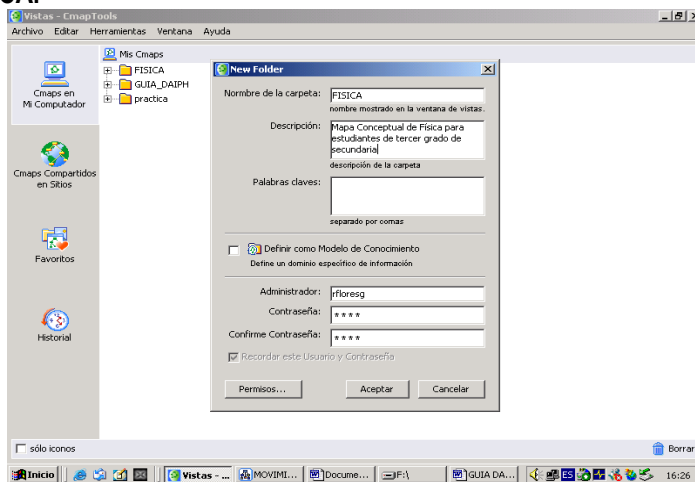 Vistas - CmapTools
Archivo Editar Herramientas Ventana Ayuda
Cmaps en
Mi Computador
Cmaps Compartidos
en Sitios
Favoritos
Historial
Mis Cmaps
FISICA
GUIA_DAIPH
practica
New Folder
Nombre de la carpeta: FISICA
nombre mostrado en la ventana de vistas.
Descripción: Mapa Conceptual de Física para
estudiantes de tercer grado de
secundaria
descripción de la carpeta
Palabras claves:
separado por comas
Definir como Modelo de Conocimiento
Define un dominio específico de información
Administrador: rfloresg
Contraseña: ****
Confirme Contraseña: ****
Recordar este Usuario y Contraseña
Permisos... Aceptar Cancelar
sólo iconos
Borrar
Inicio Vistas - ... MOVIMI... Docume... F:\ GUIA DA... ES 16:26